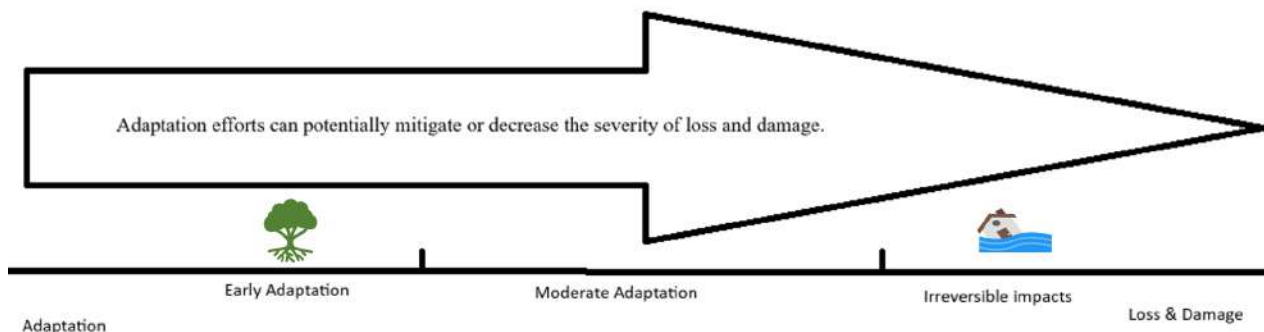 Adaptation efforts can potentially mitigate or decrease the severity of loss and damage.
Early Adaptation
Moderate Adaptation
Irreversible impacts
Loss & Damage
Adaptation